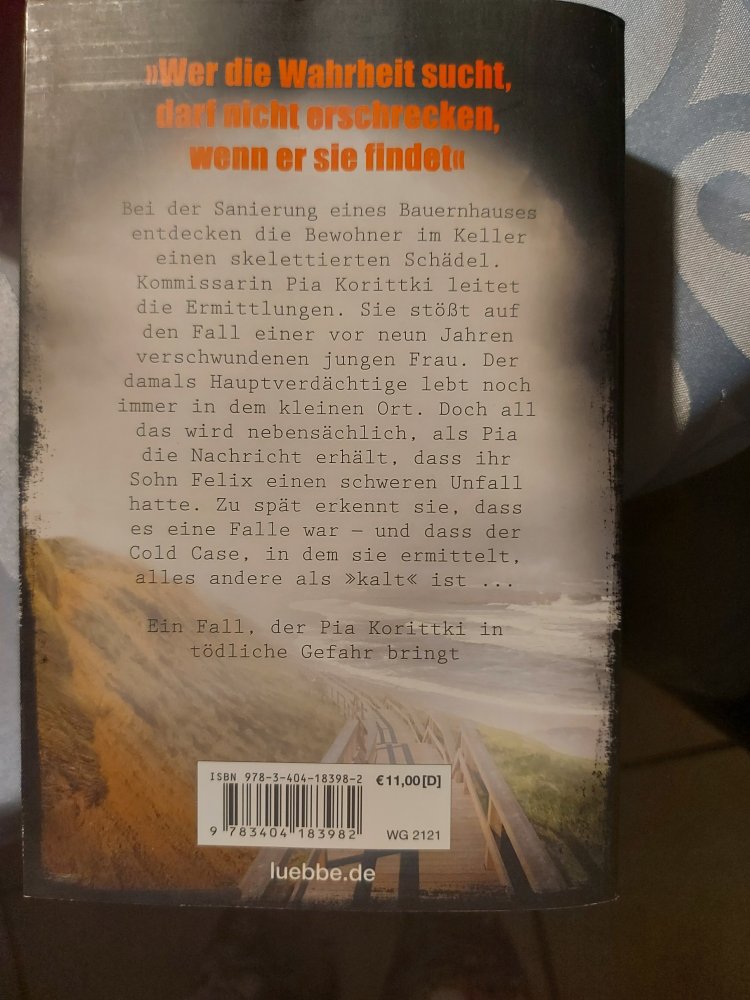 »Wer die Wahrheit sucht,
darf nicht erschrecken,
wenn er sie findet«
Bei der Sanierung eines Bauernhauses
entdecken die Bewohner im Keller
einen skelettierten Schädel.
Kommissarin Pia Korittki leitet
die Ermittlungen. Sie stößt auf
den Fall einer vor neun Jahren
verschwundenen jungen Frau. Der
damals Hauptverdächtige lebt noch
immer in dem kleinen Ort. Doch all
das wird nebensächlich, als Pia
die Nachricht erhält, dass ihr
Sohn Felix einen schweren Unfall
hatte. Zu spät erkennt sie, dass
es eine Falle war – und dass der
Cold Case, in dem sie ermittelt,
alles andere als »kalt« ist ...
Ein Fall, der Pia Korittki in
tödliche Gefahr bringt
ISBN 978-3-404-18398-2
€ 11,00 [D]
9 783404 183982
WG 2121
luebbe.de